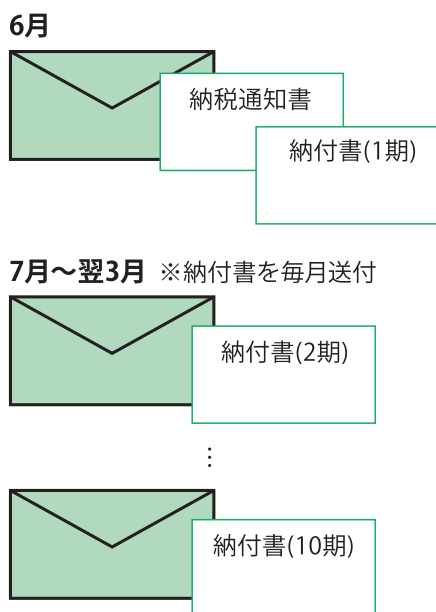 6月
納税通知書
納付書(1期)
7月～翌3月 ※納付書を毎月送付
納付書(2期)
⋮
納付書(10期)